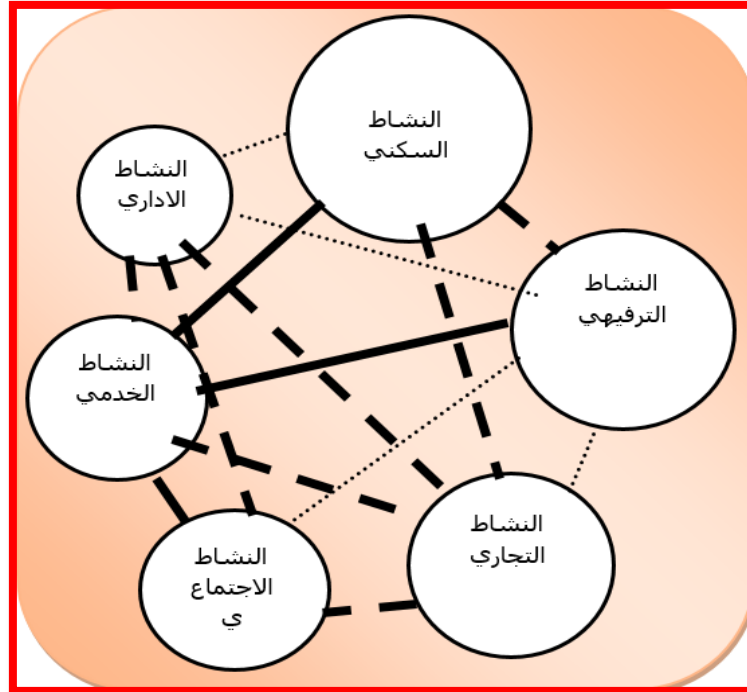 النشاط
السكني
النشاط
الاداري
النشاط
الترفيهي
النشاط
الخدمي
النشاط
التجاري
النشاط
الاجتماع
ي